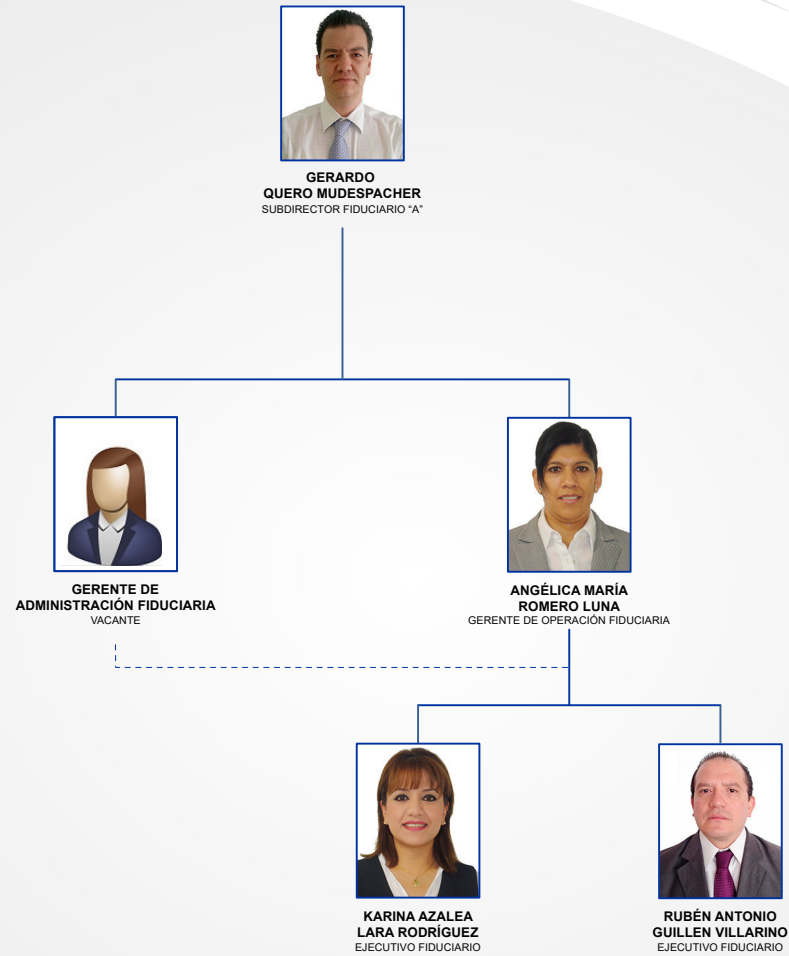 GERARDO
QUERO MUDESPACHER
SUBDIRECTOR FIDUCIARIO “A”
GERENTE DE
ADMINISTRACIÓN FIDUCIARIA
VACANTE
ANGÉLICA MARÍA
ROMERO LUNA
GERENTE DE OPERACIÓN FIDUCIARIA
KARINA AZALEA
LARA RODRÍGUEZ
EJECUTIVO FIDUCIARIO
RUBÉN ANTONIO
GUILLEN VILLARINO
EJECUTIVO FIDUCIARIO